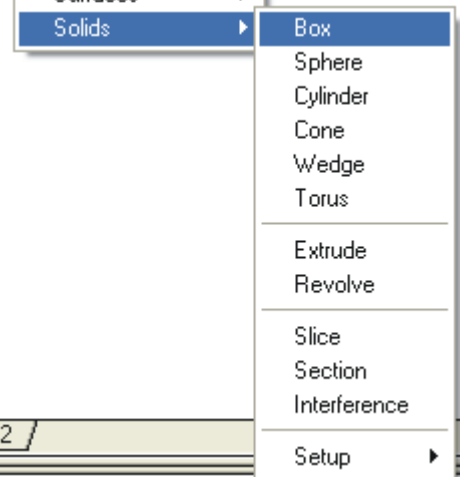 Solids
Box
Sphere
Cylinder
Cone
Wedge
Torus
Extrude
Revolve
Slice
Section
Interference
Setup
2